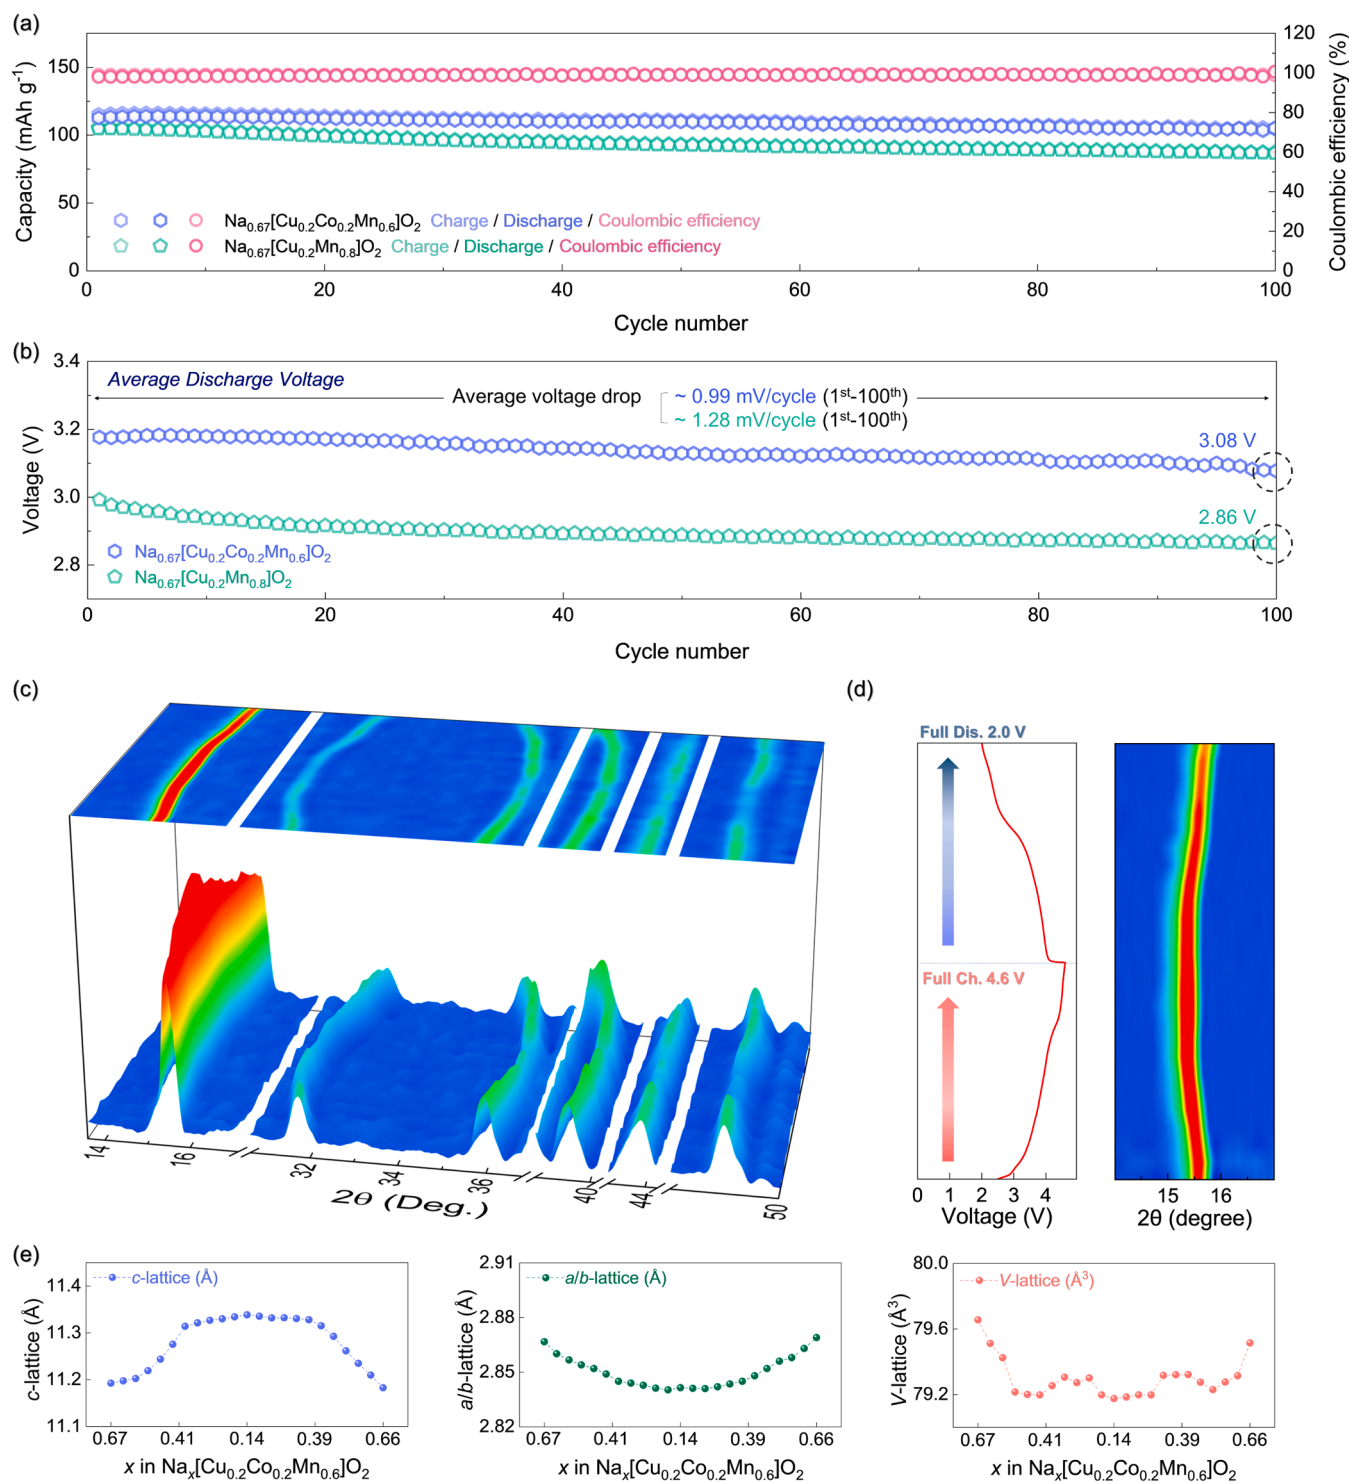 (a)
Capacity (mAh g⁻¹)
150
100
50
0
120
100
80
60
40
20
0
Coulombic efficiency (%)
Na₀.₆₇[Cu₀.₂Co₀.₂Mn₀.₆]O₂ Charge / Discharge / Coulombic efficiency
Na₀.₆₇[Cu₀.₂Mn₀.₈]O₂ Charge / Discharge / Coulombic efficiency
0 20 40 60 80 100
Cycle number
(b)
Voltage (V)
3.4
3.2
3.0
2.8
Average Discharge Voltage
Average voltage drop
~ 0.99 mV/cycle (1ˢᵗ-100ᵗʰ)
~ 1.28 mV/cycle (1ˢᵗ-100ᵗʰ)
3.08 V
2.86 V
Na₀.₆₇[Cu₀.₂Co₀.₂Mn₀.₆]O₂
Na₀.₆₇[Cu₀.₂Mn₀.₈]O₂
0 20 40 60 80 100
Cycle number
(c)
14 16 32 34 36 40 44 50
2θ (Deg.)
(d)
Full Dis. 2.0 V
Full Ch. 4.6 V
0 1 2 3 4
Voltage (V)
15 16
2θ (degree)
(e)
c-lattice (Å)
11.4
11.3
11.2
11.1
c-lattice (Å)
0.67 0.41 0.14 0.39 0.66
x in Naₓ[Cu₀.₂Co₀.₂Mn₀.₆]O₂
a/b-lattice (Å)
2.91
2.88
2.85
2.82
a/b-lattice (Å)
0.67 0.41 0.14 0.39 0.66
x in Naₓ[Cu₀.₂Co₀.₂Mn₀.₆]O₂
V-lattice (Å³)
80.0
79.6
79.2
V-lattice (Å³)
0.67 0.41 0.14 0.39 0.66
x in Naₓ[Cu₀.₂Co₀.₂Mn₀.₆]O₂